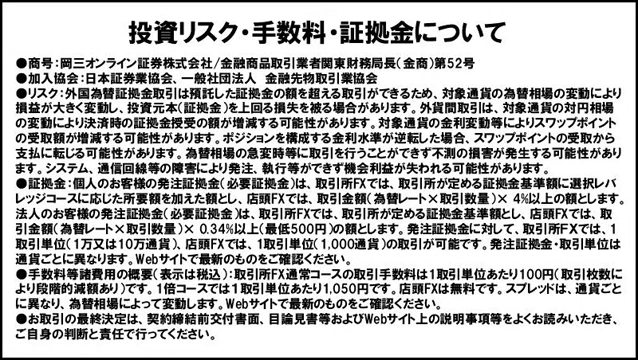 投資リスク・手数料・証拠金について
●商号：岡三オンライン証券株式会社/金融商品取引業者関東財務局長（金商）第52号
●加入協会：日本証券業協会、一般社団法人 金融先物取引業協会
●リスク：外国為替証拠金取引は預託した証拠金の額を超える取引ができるため、対象通貨の為替相場の変動により
損益が大きく変動し、投資元本（証拠金）を上回る損失を被る場合があります。外貨間取引は、対象通貨の対円相場
の変動により決済時の証拠金授受の額が増減する可能性があります。対象通貨の金利変動等によりスワップポイント
の受取額が増減する可能性があります。ポジションを構成する金利水準が逆転した場合、スワップポイントの受取から
支払に転じる可能性があります。為替相場の急変時等に取引を行うことができず不測の損害が発生する可能性があり
ます。システム、通信回線等の障害により発注、執行等ができず機会利益が失われる可能性があります。
●証拠金：個人のお客様の発注証拠金（必要証拠金）は、取引所FXでは、取引所が定める証拠金基準額に選択レバ
レッジコースに応じた所要額を加えた額とし、店頭FXでは、取引金額（為替レート×取引数量）× 4%以上の額とします。
法人のお客様の発注証拠金（必要証拠金）は、取引所FXでは、取引所が定める証拠金基準額とし、店頭FXでは、取
引金額（為替レート×取引数量）× 0.34%以上（最低500円）の額とします。発注証拠金に対して、取引所FXでは、1
取引単位（1万又は10万通貨）、店頭FXでは、1取引単位（1,000通貨）の取引が可能です。発注証拠金・取引単位は
通貨ごとに異なります。Webサイトで最新のものをご確認ください。
●手数料等諸費用の概要（表示は税込）：取引所FX通常コースの取引手数料は1取引単位あたり100円（取引枚数に
より段階的減額あり）です。1倍コースでは1取引単位あたり1,050円です。店頭FXは無料です。スプレッドは、通貨ごと
に異なり、為替相場によって変動します。Webサイトで最新のものをご確認ください。
●お取引の最終決定は、契約締結前交付書面、目論見書等およびWebサイト上の説明事項等をよくお読みいただき、
ご自身の判断と責任で行ってください。